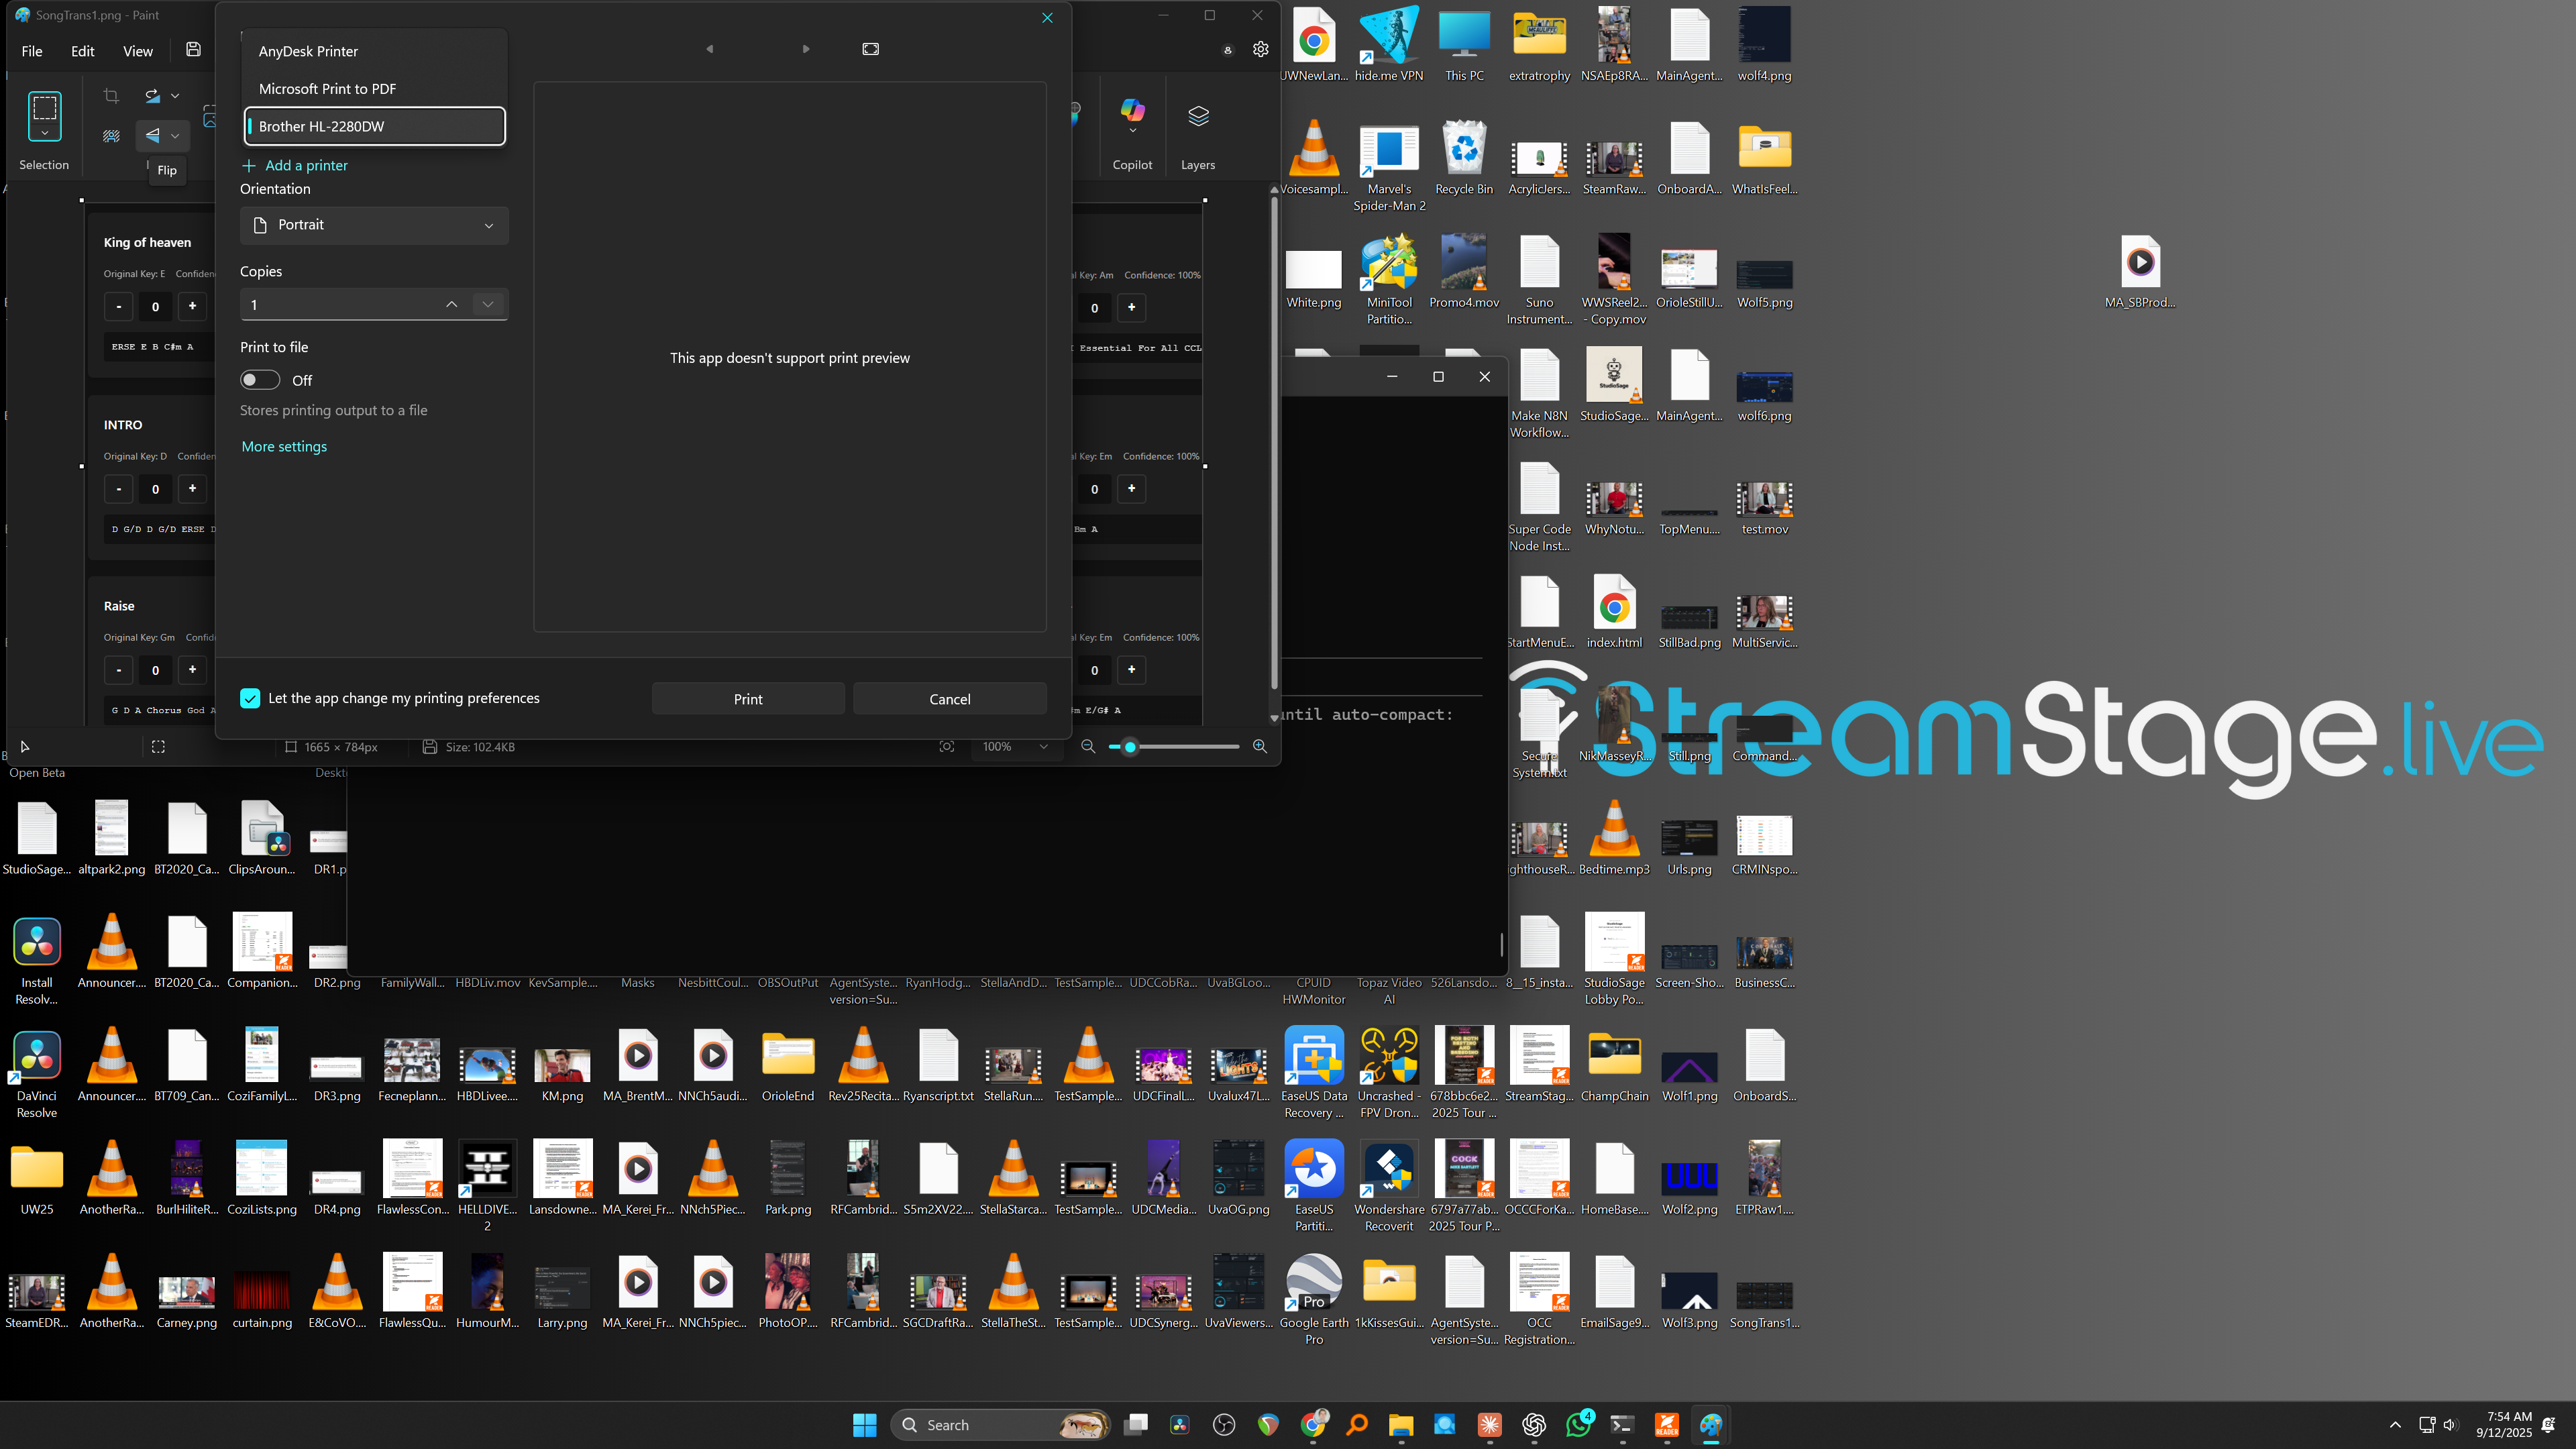 SongTrans1.png - Paint
File
Edit
View
Selection
Flip
Copilot
Layers
AnyDesk Printer
Microsoft Print to PDF
Brother HL-2280DW
Add a printer
Orientation
Portrait
Copies
1
Print to file
Off
Stores printing output to a file
More settings
This app doesn't support print preview
Let the app change my printing preferences
Print
Cancel
King of heaven
Original Key: E
- 0 +
ERSE E B C#m A
INTRO
Original Key: D
- 0 +
D G/D D G/D ERSE D
Raise
Original Key: Gm
- 0 +
G D A Chorus God A
Key: Am Confidence: 100%
0 +
Essential For All CCL
Key: Em Confidence: 100%
0 +
Bm A
Key: Em Confidence: 100%
0 +
E/G# A
1665 × 784px
Size: 102.4KB
100%
until auto-compact:
UWNewLan...
hide.me VPN
This PC
extratrophy
NSAEp8RA...
MainAgent...
wolf4.png
Voicesampl...
Marvel's Spider-Man 2
Recycle Bin
AcrylicJers...
SteamRaw...
OnboardA...
WhatIsFeel...
White.png
MiniTool Partitio...
Promo4.mov
Suno Instrument...
WWSReel2... - Copy.mov
OrioleStillU...
Wolf5.png
MA_SBProd...
Make N8N Workflow...
StudioSage...
MainAgent...
wolf6.png
Super Code Node Inst...
WhyNotu...
TopMenu....
test.mov
StartMenuE...
index.html
StillBad.png
MultiServic...
Secure System.txt
NikMasseyR...
Still.png
Command...
StreamStage.live
Open Beta
StudioSage...
altpark2.png
BT2020_Ca...
ClipsAroun...
DR1.p
ighthouseR...
Bedtime.mp3
Urls.png
CRMINspo...
Install Resolv...
Announcer....
BT2020_Ca...
Companion...
DR2.png
FamilyWall...
HBDLiv.mov
KevSample....
Masks
NesbittCoul...
OBSOutPut
AgentSyste... version=Su...
RyanHodg...
StellaAndD...
TestSample...
UDCCobRa...
UvaBGLoo...
CPUID HWMonitor
Topaz Video AI
526Lansdo...
8__15_insta...
StudioSage Lobby Po...
Screen-Sho...
BusinessC...
DaVinci Resolve
Announcer....
BT709_Can...
CoziFamilyL...
DR3.png
Fecneplann...
HBDLivee....
KM.png
MA_BrentM...
NNCh5audi...
OrioleEnd
Rev25Recita...
Ryanscript.txt
StellaRun....
TestSample...
UDCFinalL...
Uvalux47L...
EaseUS Data Recovery ...
Uncrashed - FPV Dron...
678bbc6e2... 2025 Tour ...
StreamStag...
ChampChain
Wolf1.png
OnboardS...
UW25
AnotherRa...
BurlHiliteR...
CoziLists.png
DR4.png
FlawlessCon...
HELLDIVE... 2
Lansdowne...
MA_Kerei_Fr...
NNch5Piec...
Park.png
RFCambrid...
S5m2XV22....
StellaStarca...
TestSample...
UDCMedia...
UvaOG.png
EaseUS Partiti...
Wondershare Recoverit
6797a77ab... 2025 Tour P...
OCCCForKa...
HomeBase....
Wolf2.png
ETPRaw1....
SteamEDR...
AnotherRa...
Carney.png
curtain.png
E&CoVO....
FlawlessQu...
HumourM...
Larry.png
MA_Kerei_Fr...
NNCh5piec...
PhotoOP....
RFCambrid...
SGCDraftRa...
StellaTheSt...
TestSample...
UDCSynerg...
UvaViewers...
Google Earth Pro
1kKissesGui...
AgentSyste... version=Su...
OCC Registration...
EmailSage9...
Wolf3.png
SongTrans1...
Search
4
7:54 AM
9/12/2025